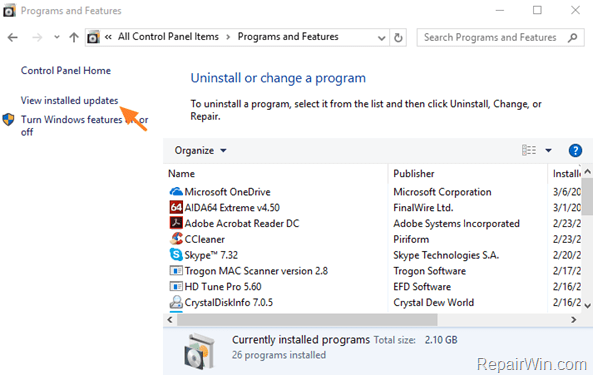 Programs and Features
« All Control Panel Items > Programs and Features
Search Programs and Features
Control Panel Home
View installed updates
Turn Windows features on or
off
Uninstall or change a program
To uninstall a program, select it from the list and then click Uninstall, Change, or
Repair.
Organize
Name Publisher Installe
Microsoft OneDrive Microsoft Corporation 3/6/20
AIDA64 Extreme v4.50 FinalWire Ltd. 3/1/20
Adobe Acrobat Reader DC Adobe Systems Incorporated 2/23/2
CCleaner Piriform 2/23/2
Skype™ 7.32 Skype Technologies S.A. 2/20/2
Trogon MAC Scanner version 2.8 Trogon Software 2/17/2
HD Tune Pro 5.60 EFD Software 2/16/2
CrystalDiskInfo 7.0.5 Crystal Dew World 2/16/2
Currently installed programs Total size: 2.10 GB
26 programs installed
RepairWin.com